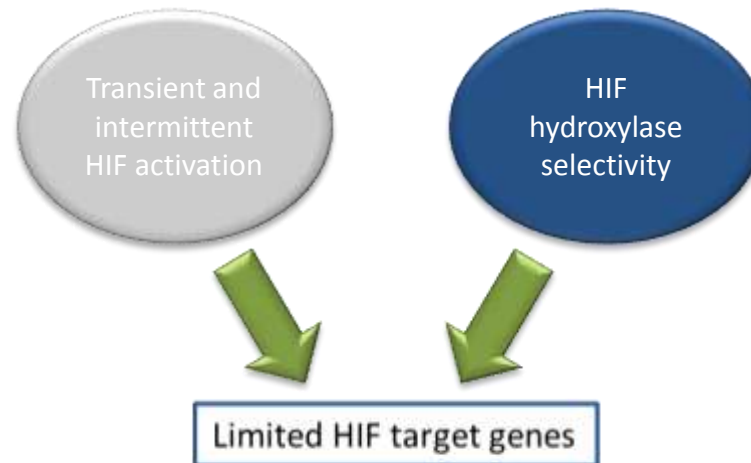 Transient and
intermittent
HIF activation
HIF
hydroxylase
selectivity
Limited HIF target genes